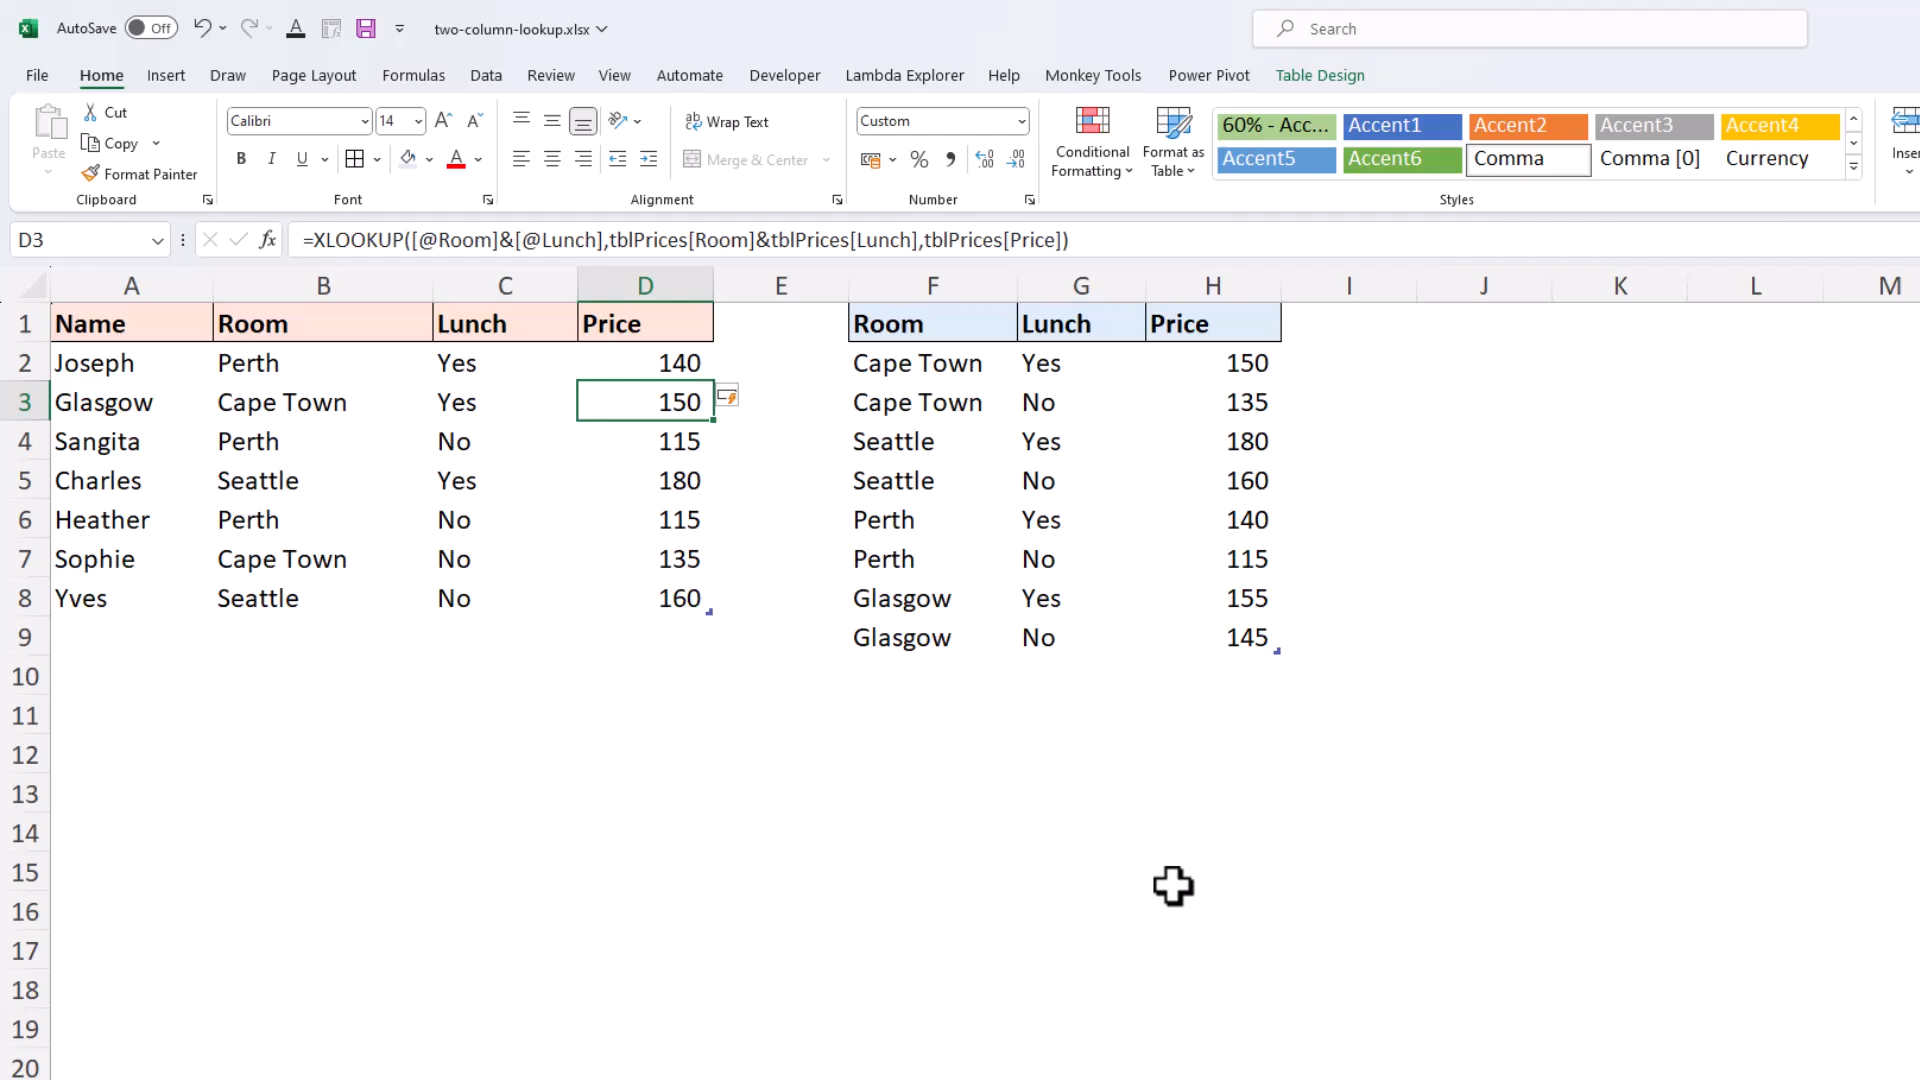 AutoSave Off two-column-lookup.xlsx Search
File Home Insert Draw Page Layout Formulas Data Review View Automate Developer Lambda Explorer Help Monkey Tools Power Pivot Table Design
Paste Cut Copy Format Painter Clipboard
Calibri 14 B I U Font
Wrap Text Merge & Center Alignment
Custom % Number
Conditional Formatting Format as Table
60% - Acc... Accent1 Accent2 Accent3 Accent4
Accent5 Accent6 Comma Comma [0] Currency
Styles
D3 fx =XLOOKUP([@Room]&[@Lunch],tblPrices[Room]&tblPrices[Lunch],tblPrices[Price])
A B C D E F G H I J K L M
1 Name Room Lunch Price Room Lunch Price
2 Joseph Perth Yes 140 Cape Town Yes 150
3 Glasgow Cape Town Yes 150 Cape Town No 135
4 Sangita Perth No 115 Seattle Yes 180
5 Charles Seattle Yes 180 Seattle No 160
6 Heather Perth No 115 Perth Yes 140
7 Sophie Cape Town No 135 Perth No 115
8 Yves Seattle No 160 Glasgow Yes 155
9 Glasgow No 145
10
11
12
13
14
15
16
17
18
19
20